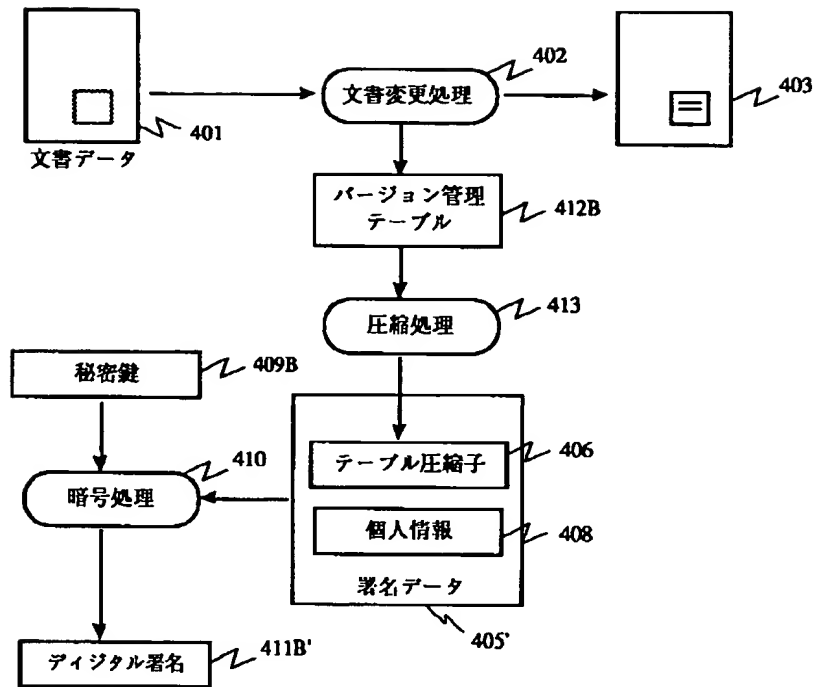 402
文書変更処理
403
401
文書データ
バージョン管理
テーブル
412B
413
圧縮処理
秘密鍵
409B
テーブル圧縮子
406
410
暗号処理
個人情報
408
署名データ
405'
ディジタル署名
411B'